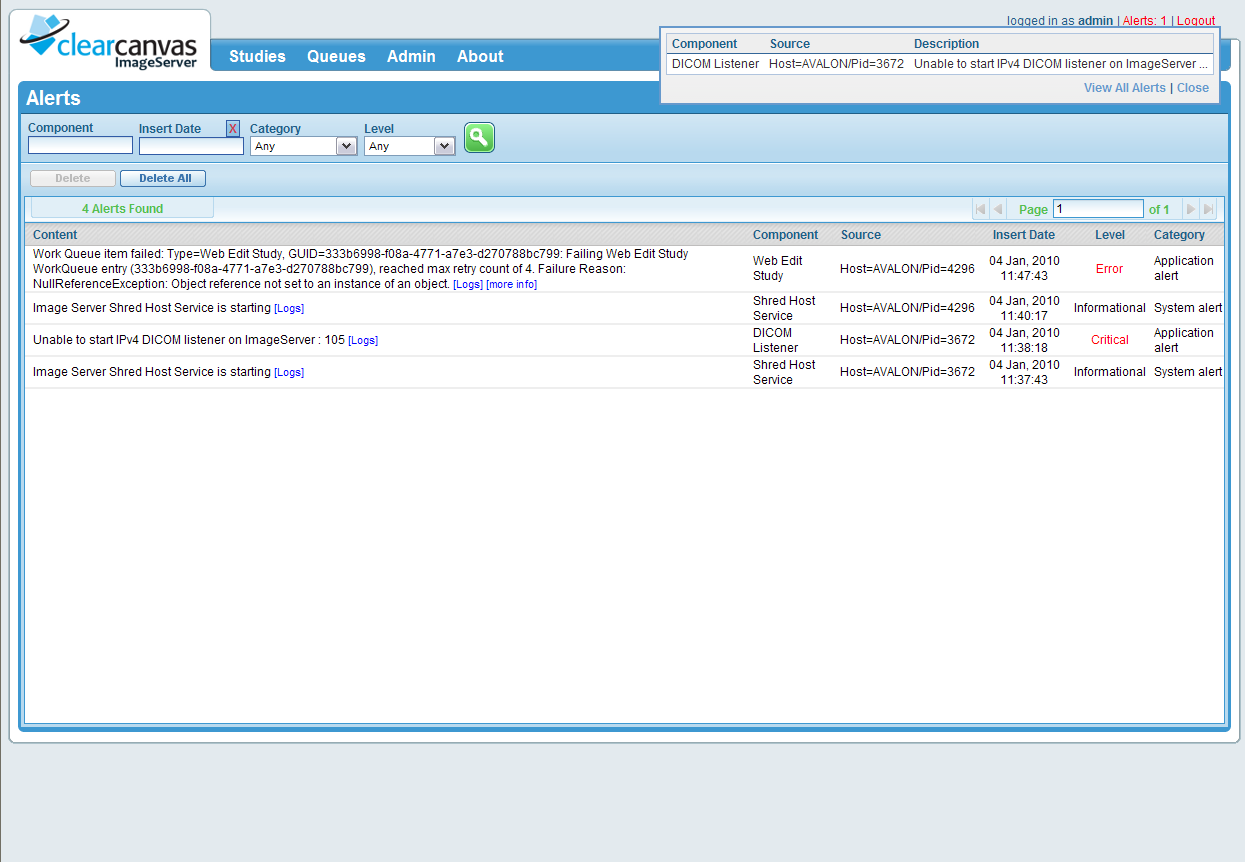 clearcanvas
ImageServer
logged in as admin | Alerts: 1 | Logout
Studies Queues Admin About
Component Source Description
DICOM Listener Host=AVALON/Pid=3672 Unable to start IPv4 DICOM listener on ImageServer ...
View All Alerts | Close
Alerts
Component Insert Date X Category Level
Any Any
Delete Delete All
4 Alerts Found Page 1 of 1
Content Component Source Insert Date Level Category
Work Queue item failed: Type=Web Edit Study, GUID=333b6998-f08a-4771-a7e3-d270788bc799: Failing Web Edit Study
WorkQueue entry (333b6998-f08a-4771-a7e3-d270788bc799), reached max retry count of 4. Failure Reason:
NullReferenceException: Object reference not set to an instance of an object. [Logs] [more info]
Web Edit
Study
Host=AVALON/Pid=4296
04 Jan, 2010
11:47:43
Error
Application
alert
Image Server Shred Host Service is starting [Logs]
Shred Host
Service
Host=AVALON/Pid=4296
04 Jan, 2010
11:40:17
Informational
System alert
Unable to start IPv4 DICOM listener on ImageServer : 105 [Logs]
DICOM
Listener
Host=AVALON/Pid=3672
04 Jan, 2010
11:38:18
Critical
Application
alert
Image Server Shred Host Service is starting [Logs]
Shred Host
Service
Host=AVALON/Pid=3672
04 Jan, 2010
11:37:43
Informational
System alert